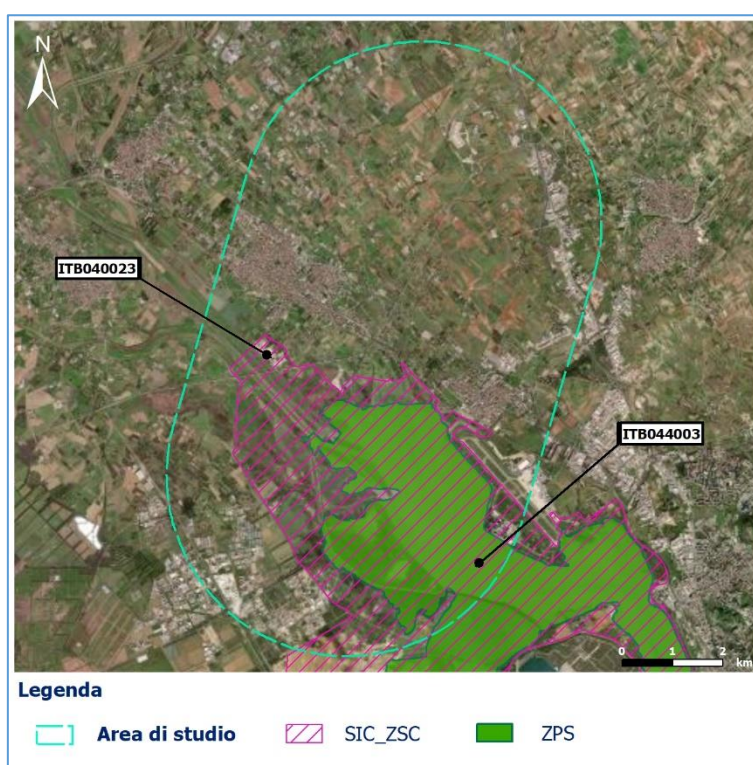 N
ITB040023
ITB044003
0 1 2
km
Legenda
Area di studio SIC_ZSC ZPS